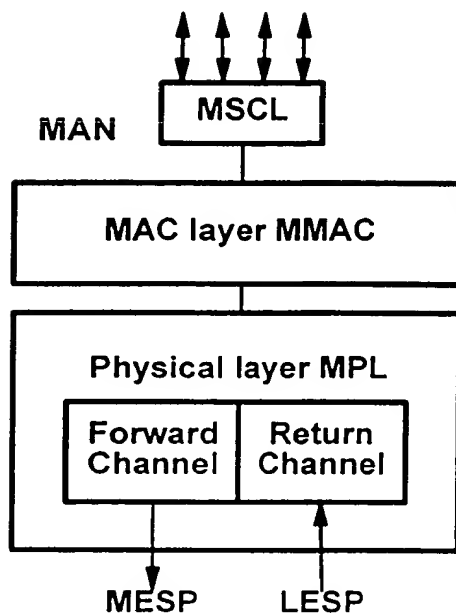 MSCL
MAN
MAC layer MMAC
Physical layer MPL
Forward Return
Channel Channel
MESP LESP